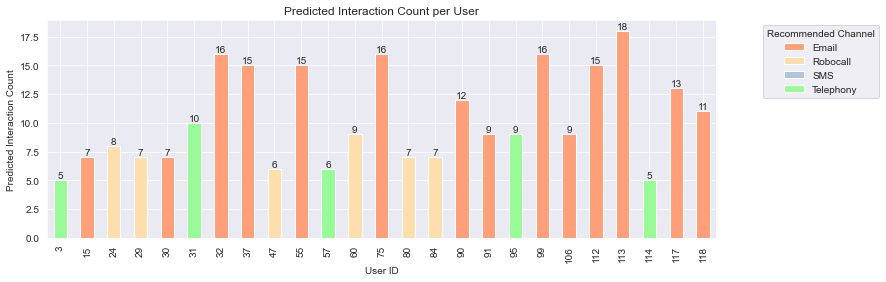 Predicted Interaction Count per User
Predicted Interaction Count
17.5
15.0
12.5
10.0
7.5
5.0
2.5
0.0
5 7 8 7 7 10 16 15 6 15 6 9 16 7 7 12 9 9 16 9 15 18 5 13 11
3 15 24 29 30 31 32 37 47 55 57 60 75 80 84 90 91 95 99 106 112 113 114 117 118
User ID
Recommended Channel
Email
Robocall
SMS
Telephony